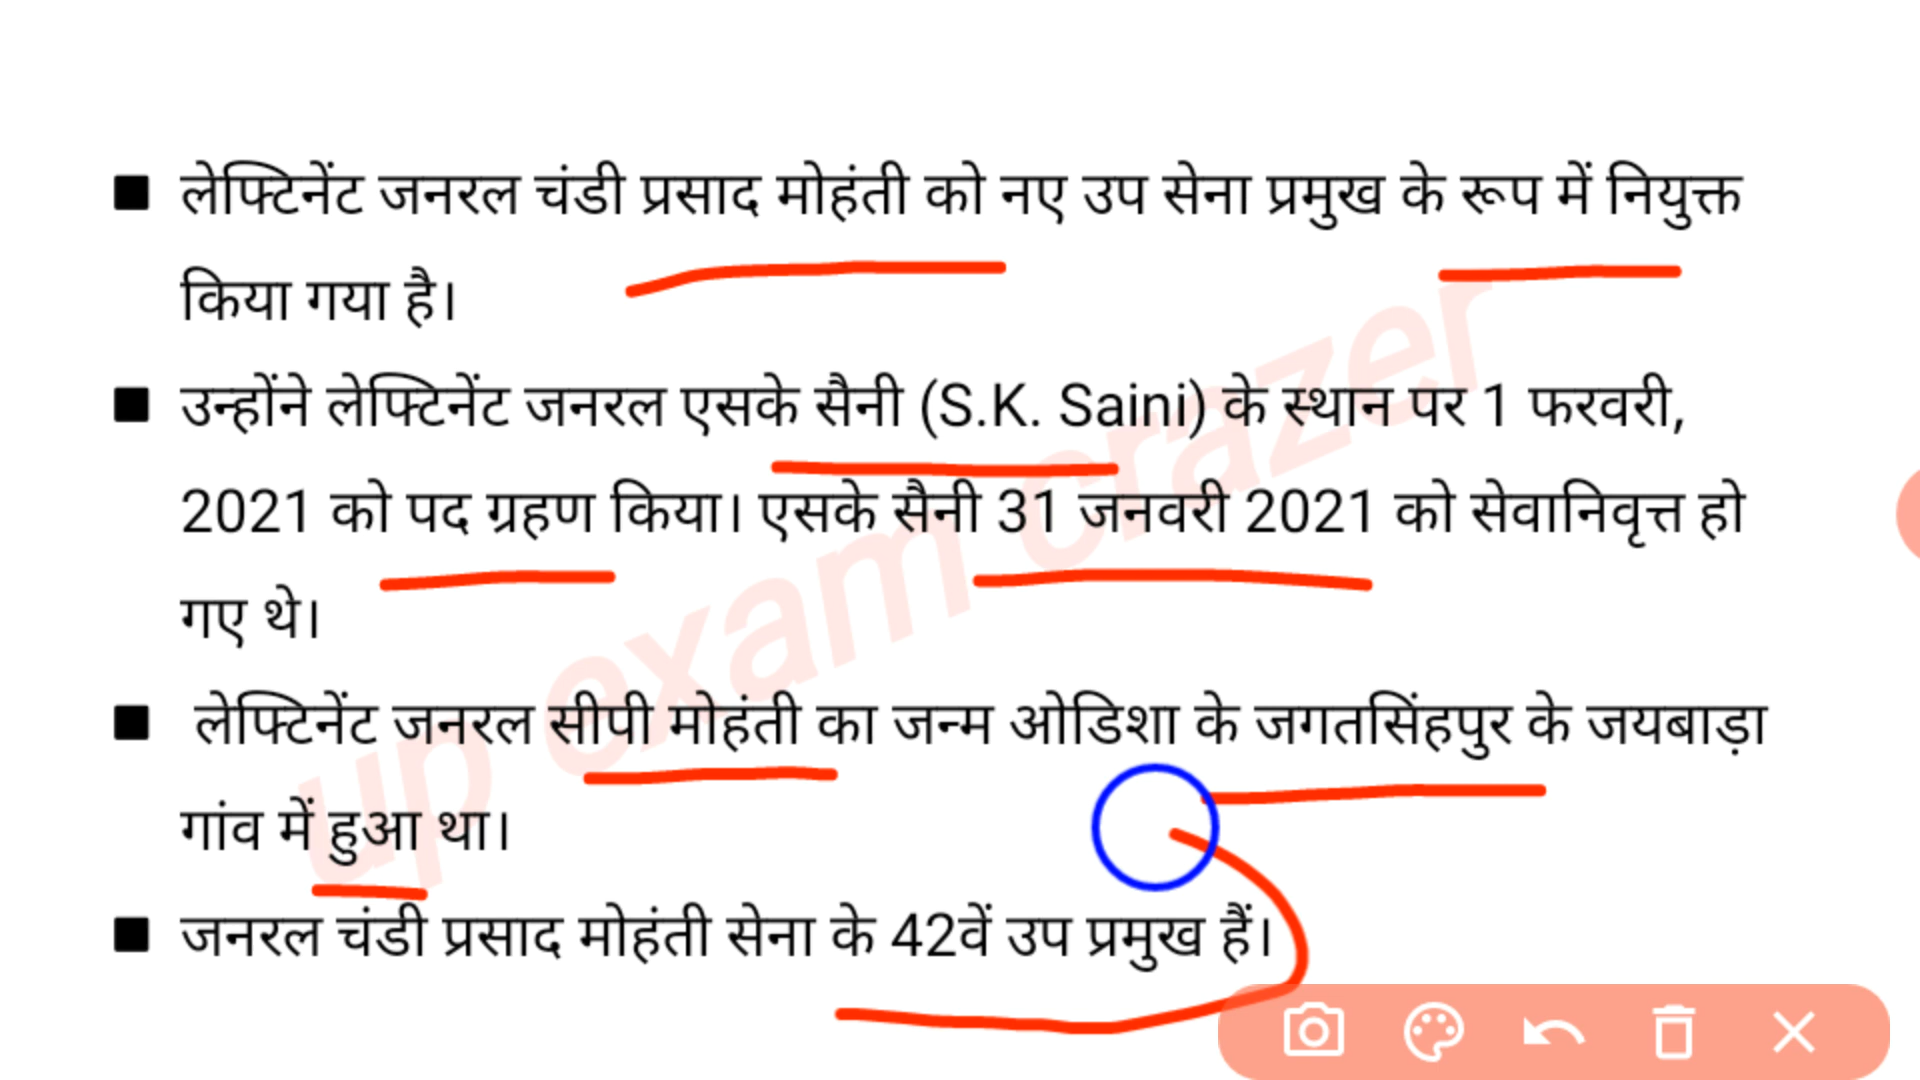 ■ लेफ्टिनेंट जनरल चंडी प्रसाद मोहंती को नए उप सेना प्रमुख के रूप में नियुक्त
किया गया है।
■ उन्होंने लेफ्टिनेंट जनरल एसके सैनी (S.K. Saini) के स्थान पर 1 फरवरी,
2021 को पद ग्रहण किया। एसके सैनी 31 जनवरी 2021 को सेवानिवृत्त हो
गए थे।
■ लेफ्टिनेंट जनरल सीपी मोहंती का जन्म ओडिशा के जगतसिंहपुर के जयबाड़ा
गांव में हुआ था।
■ जनरल चंडी प्रसाद मोहंती सेना के 42वें उप प्रमुख हैं।
up exam crazer